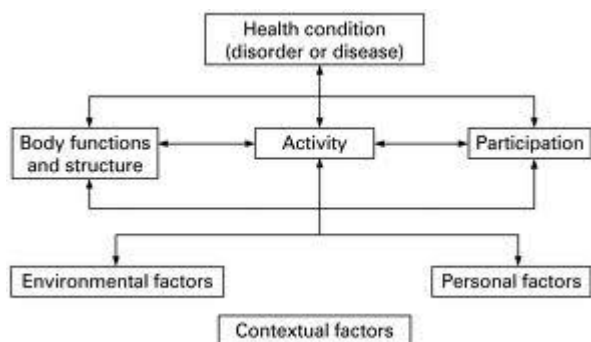 Health condition
(disorder or disease)
Body functions
and structure
Activity
Participation
Environmental factors
Personal factors
Contextual factors